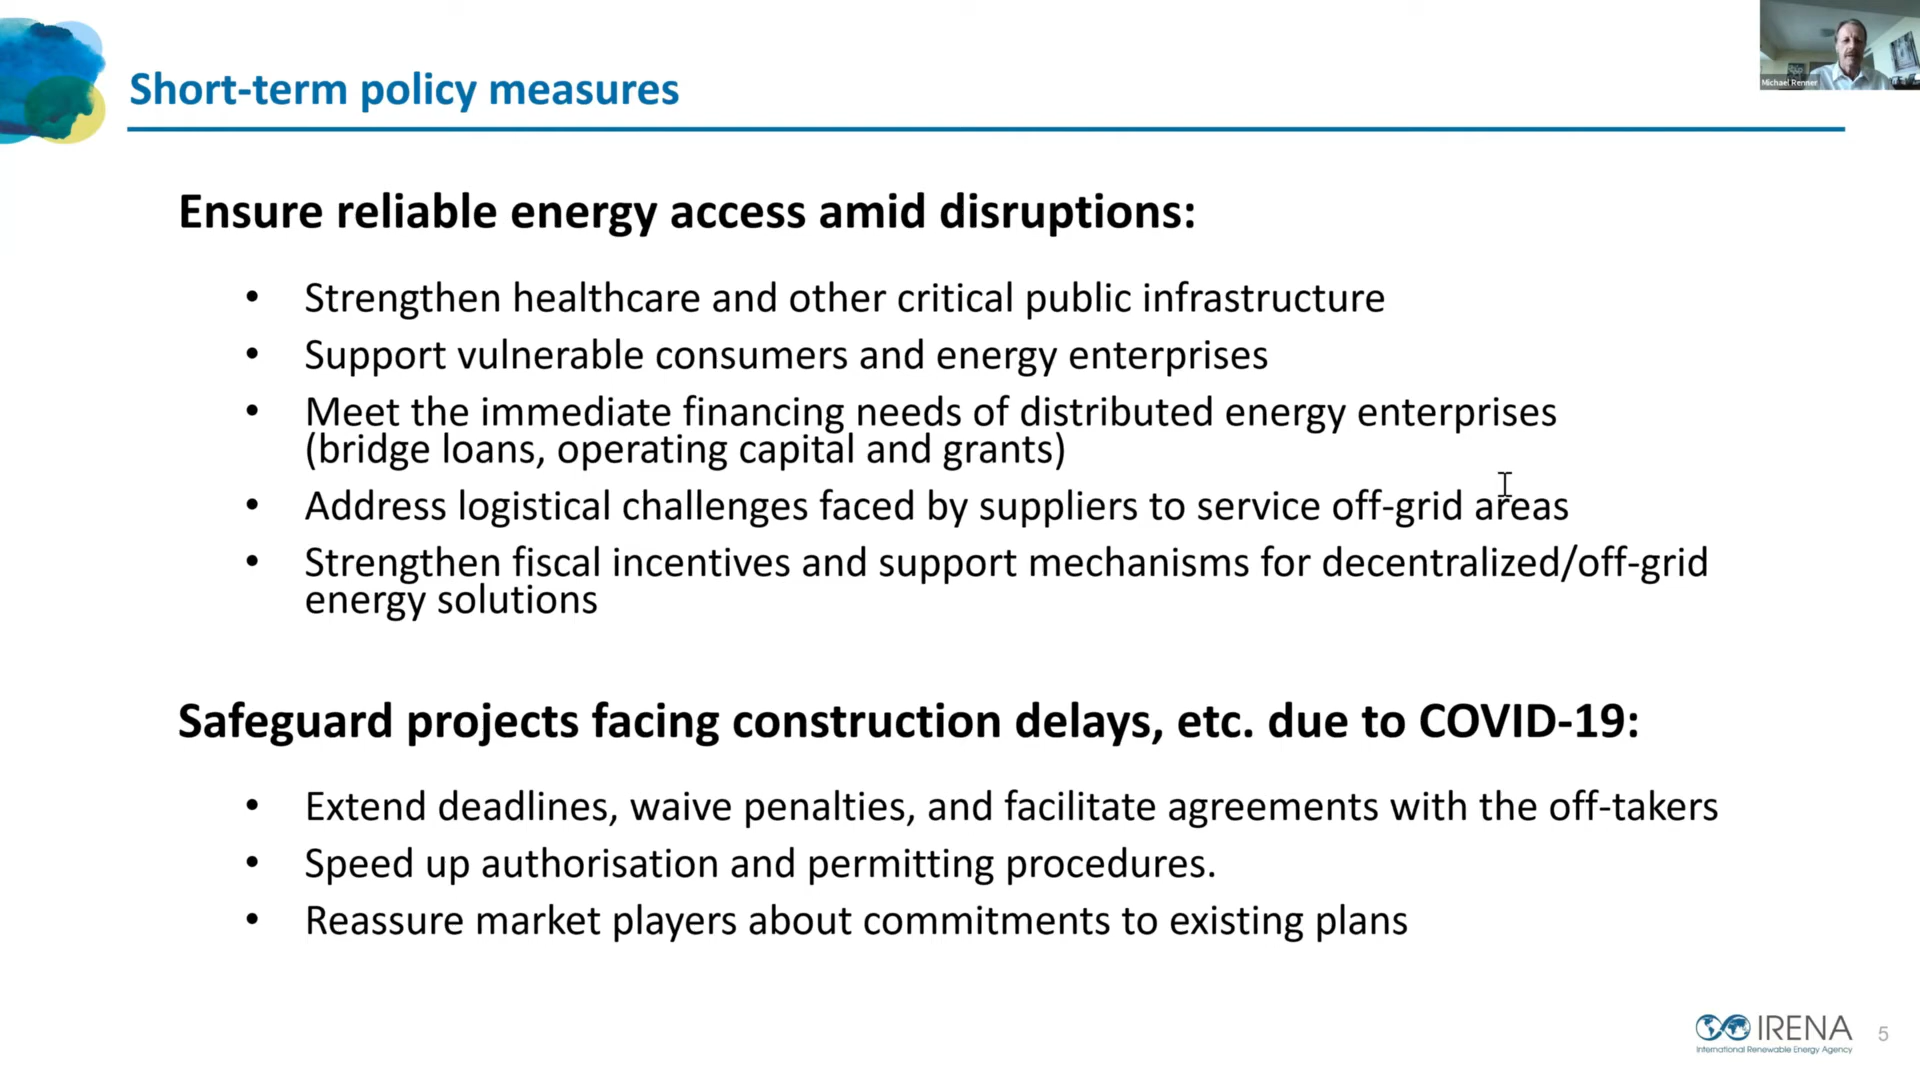 Short-term policy measures
Michael Renner
Ensure reliable energy access amid disruptions:
• Strengthen healthcare and other critical public infrastructure
• Support vulnerable consumers and energy enterprises
• Meet the immediate financing needs of distributed energy enterprises
(bridge loans, operating capital and grants)
• Address logistical challenges faced by suppliers to service off-grid areas
• Strengthen fiscal incentives and support mechanisms for decentralized/off-grid
energy solutions
Safeguard projects facing construction delays, etc. due to COVID-19:
• Extend deadlines, waive penalties, and facilitate agreements with the off-takers
• Speed up authorisation and permitting procedures.
• Reassure market players about commitments to existing plans
IRENA
International Renewable Energy Agency
5